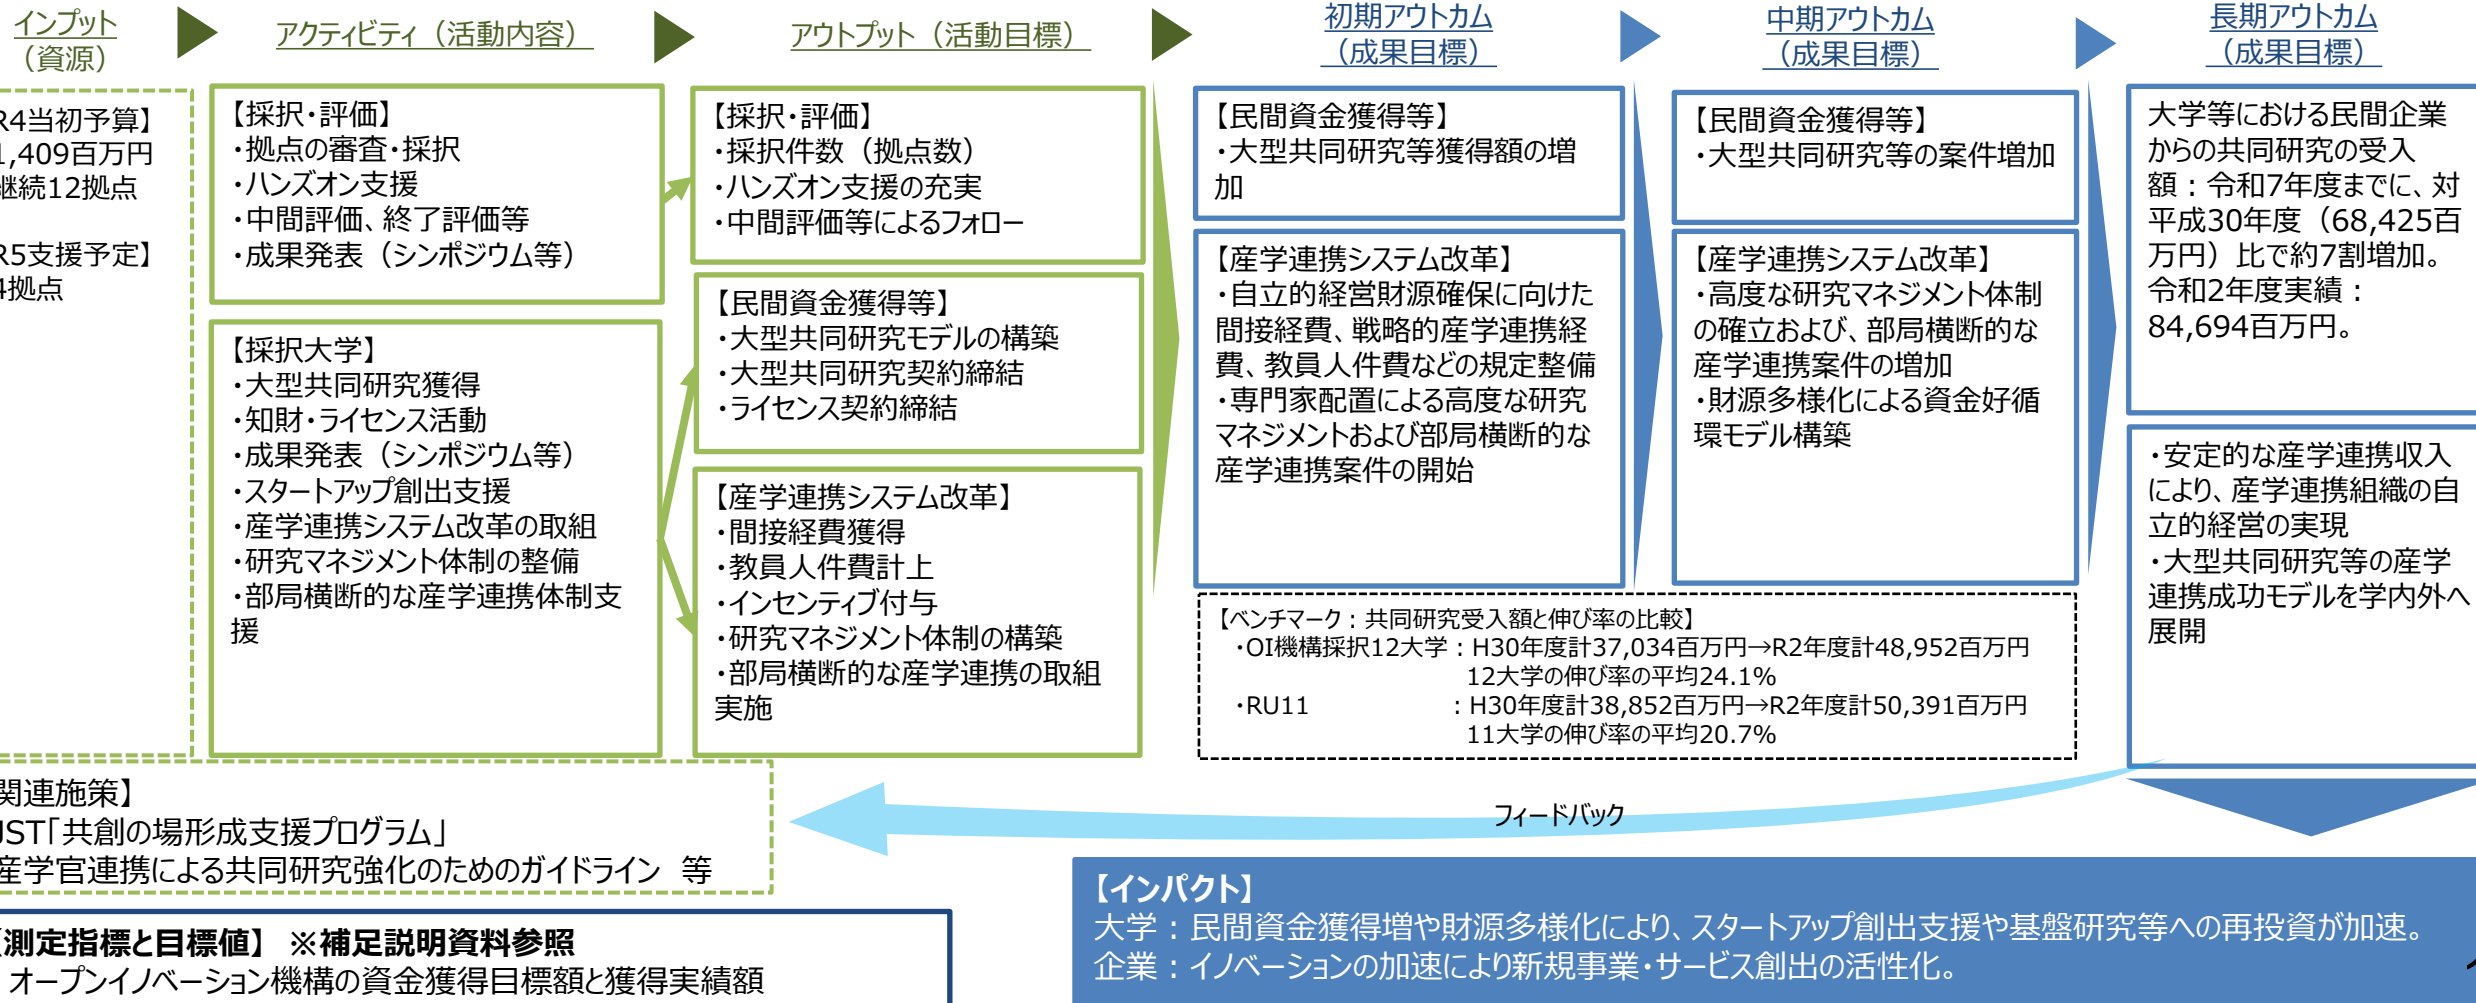 インプット
（資源）
アクティビティ（活動内容）
アウトプット（活動目標）
初期アウトカム
（成果目標）
中期アウトカム
（成果目標）
長期アウトカム
（成果目標）
R4当初予算】
1,409百万円
継続12拠点
R5支援予定】
4拠点
【採択・評価】
・拠点の審査・採択
・ハンズオン支援
・中間評価、終了評価等
・成果発表（シンポジウム等）
【採択大学】
・大型共同研究獲得
・知財・ライセンス活動
・成果発表（シンポジウム等）
・スタートアップ創出支援
・産学連携システム改革の取組
・研究マネジメント体制の整備
・部局横断的な産学連携体制支
援
【採択・評価】
・採択件数（拠点数）
・ハンズオン支援の充実
・中間評価等によるフォロー
【民間資金獲得等】
・大型共同研究モデルの構築
・大型共同研究契約締結
・ライセンス契約締結
【産学連携システム改革】
・間接経費獲得
・教員人件費計上
・インセンティブ付与
・研究マネジメント体制の構築
・部局横断的な産学連携の取組
実施
【民間資金獲得等】
・大型共同研究等獲得額の増
加
【産学連携システム改革】
・自立的経営財源確保に向けた
間接経費、戦略的産学連携経
費、教員人件費などの規定整備
・専門家配置による高度な研究
マネジメントおよび部局横断的な
産学連携案件の開始
【民間資金獲得等】
・大型共同研究等の案件増加
【産学連携システム改革】
・高度な研究マネジメント体制
の確立および、部局横断的な
産学連携案件の増加
・財源多様化による資金好循
環モデル構築
【ベンチマーク：共同研究受入額と伸び率の比較】
・OI機構採択12大学：H30年度計37,034百万円→R2年度計48,952百万円
12大学の伸び率の平均24.1%
・RU11　　　　　　：H30年度計38,852百万円→R2年度計50,391百万円
11大学の伸び率の平均20.7%
大学等における民間企業
からの共同研究の受入
額：令和7年度までに、対
平成30年度（68,425百
万円）比で約7割増加。
令和2年度実績：
84,694百万円。
・安定的な産学連携収入
により、産学連携組織の自
立的経営の実現
・大型共同研究等の産学
連携成功モデルを学内外へ
展開
関連施策】
JST「共創の場形成支援プログラム」
産学官連携による共同研究強化のためのガイドライン　等
フィードバック
【測定指標と目標値】 ※補足説明資料参照
オープンイノベーション機構の資金獲得目標額と獲得実績額
【インパクト】
大学：民間資金獲得増や財源多様化により、スタートアップ創出支援や基盤研究等への再投資が加速。
企業：イノベーションの加速により新規事業・サービス創出の活性化。